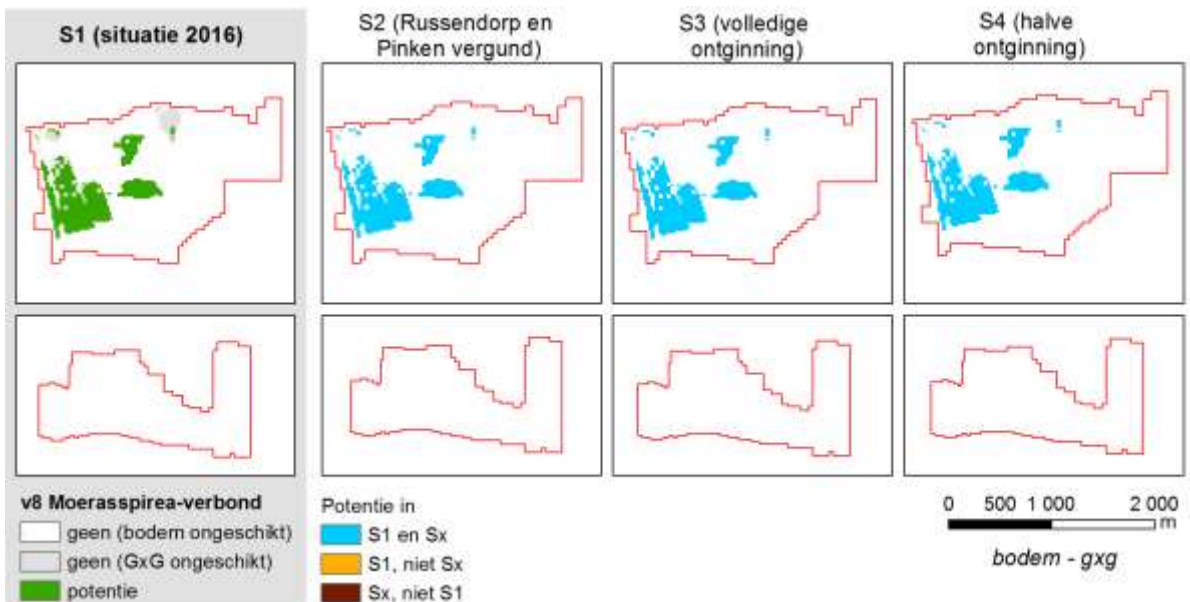 S1 (situatie 2016)
S2 (Russendorp en
Pinken vergund)
S3 (volledige
ontginning)
S4 (halve
ontginning)
v8 Moerasspirea-verbond
geen (bodem ongeschikt)
geen (GxG ongeschikt)
potentie
Potentie in
S1 en Sx
S1, niet Sx
Sx, niet S1
0 500 1 000 2 000
m
bodem - gxg